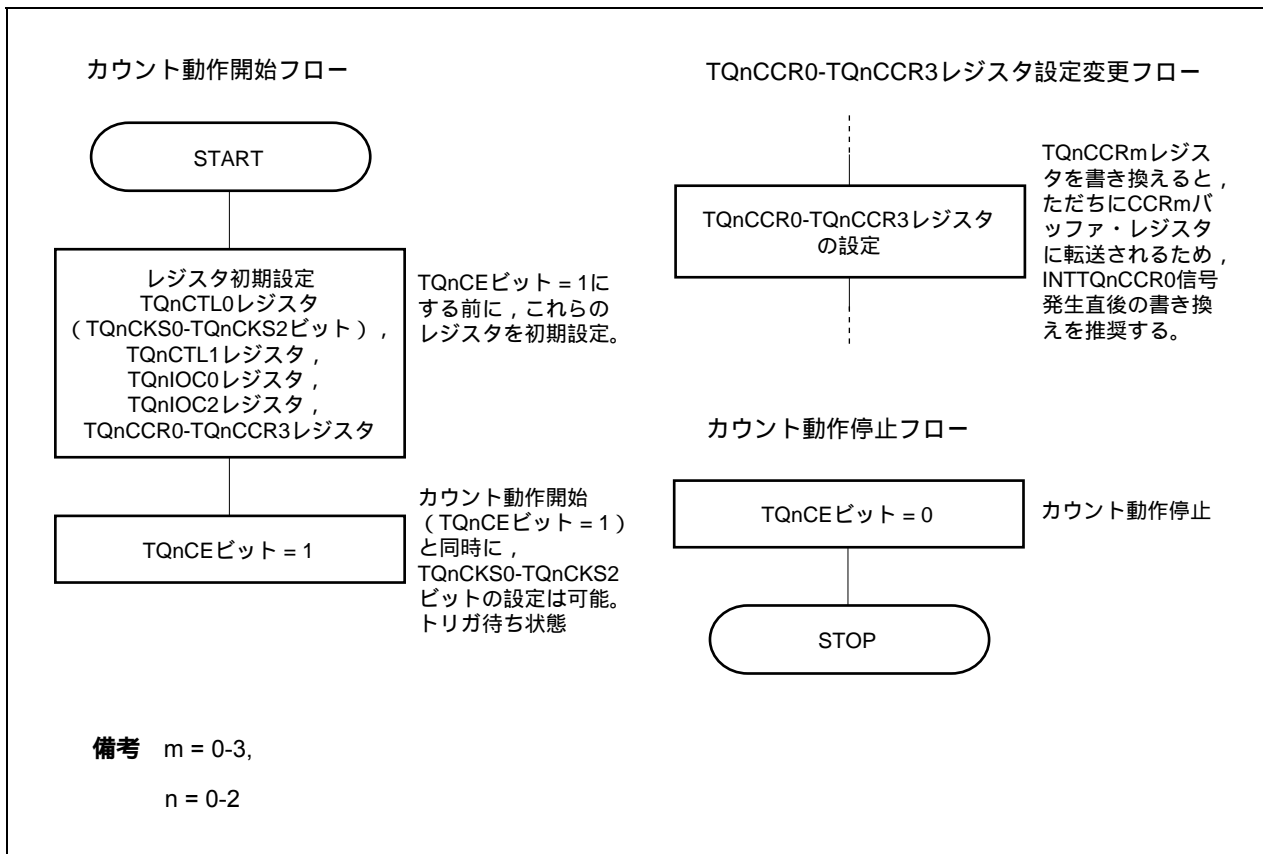 カウント動作開始フロー
START
レジスタ初期設定
TQnCTL0レジスタ
（TQnCKS0-TQnCKS2ビット），
TQnCTL1レジスタ，
TQnIOC0レジスタ，
TQnIOC2レジスタ，
TQnCCR0-TQnCCR3レジスタ
TQnCEビット = 1に
する前に，これらの
レジスタを初期設定。
TQnCEビット = 1
カウント動作開始
（TQnCEビット = 1）
と同時に，
TQnCKS0-TQnCKS2
ビットの設定は可能。
トリガ待ち状態
TQnCCR0-TQnCCR3レジスタ設定変更フロー
TQnCCR0-TQnCCR3レジスタ
の設定
TQnCCRmレジス
タを書き換えると，
ただちにCCRmバ
ッファ・レジスタ
に転送されるため，
INTTQnCCR0信号
発生直後の書き換
えを推奨する。
カウント動作停止フロー
TQnCEビット = 0
カウント動作停止
STOP
備考 m = 0-3,
n = 0-2